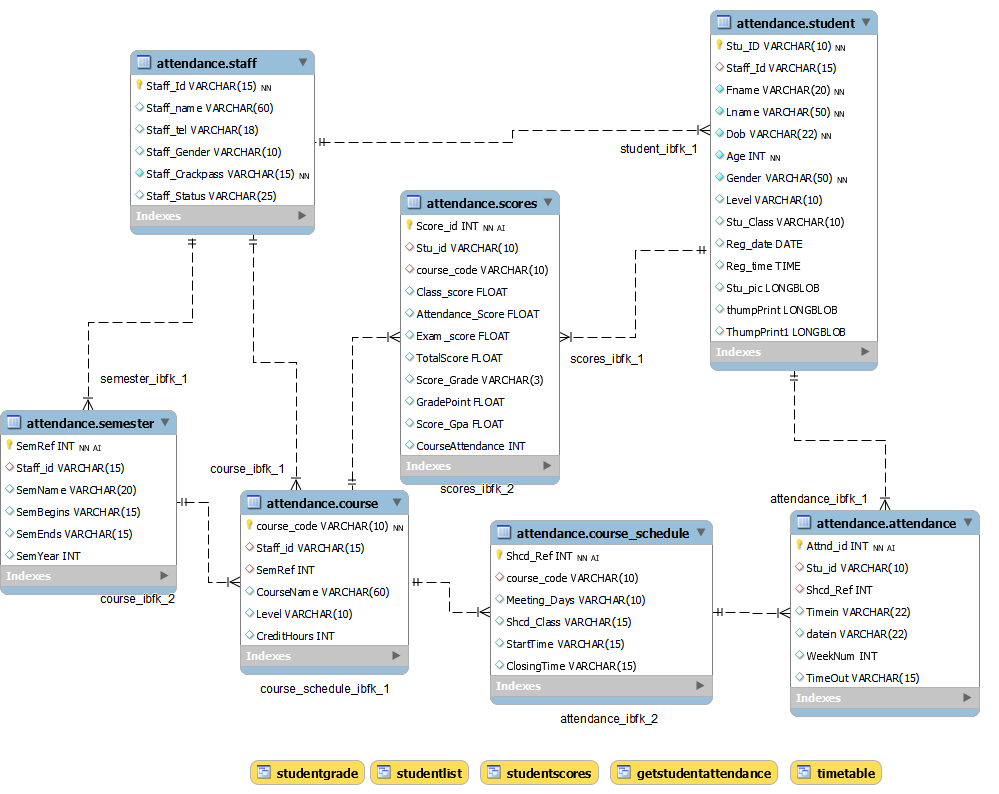 attendance.student
Stu_ID VARCHAR(10) NN
Staff_Id VARCHAR(15)
Fname VARCHAR(20) NN
Lname VARCHAR(50) NN
Dob VARCHAR(22) NN
Age INT NN
Gender VARCHAR(50) NN
Level VARCHAR(10)
Stu_Class VARCHAR(10)
Reg_date DATE
Reg_time TIME
Stu_pic LONGBLOB
thumpPrint LONGBLOB
ThumpPrint1 LONGBLOB
Indexes
attendance.staff
Staff_Id VARCHAR(15) NN
Staff_name VARCHAR(60)
Staff_tel VARCHAR(18)
Staff_Gender VARCHAR(10)
Staff_Crackpass VARCHAR(15) NN
Staff_Status VARCHAR(25)
Indexes
student_ibfk_1
attendance.scores
Score_id INT NN AI
Stu_id VARCHAR(10)
course_code VARCHAR(10)
Class_score FLOAT
Attendance_Score FLOAT
Exam_score FLOAT
TotalScore FLOAT
Score_Grade VARCHAR(3)
GradePoint FLOAT
Score_Gpa FLOAT
CourseAttendance INT
Indexes
scores_ibfk_1
semester_ibfk_1
attendance.semester
SemRef INT NN AI
Staff_id VARCHAR(15)
SemName VARCHAR(20)
SemBegins VARCHAR(15)
SemEnds VARCHAR(15)
SemYear INT
Indexes
course_ibfk_1
scores_ibfk_2
attendance_ibfk_1
attendance.course
course_code VARCHAR(10) NN
Staff_id VARCHAR(15)
SemRef INT
CourseName VARCHAR(60)
Level VARCHAR(10)
CreditHours INT
Indexes
course_ibfk_2
attendance.course_schedule
Shcd_Ref INT NN AI
course_code VARCHAR(10)
Meeting_Days VARCHAR(10)
Shcd_Class VARCHAR(15)
StartTime VARCHAR(15)
ClosingTime VARCHAR(15)
Indexes
attendance.attendance
Attnd_id INT NN AI
Stu_id VARCHAR(10)
Shcd_Ref INT
Timein VARCHAR(22)
datein VARCHAR(22)
WeekNum INT
TimeOut VARCHAR(15)
Indexes
course_schedule_ibfk_1
attendance_ibfk_2
studentgrade
studentlist
studentscores
getstudentattendance
timetable